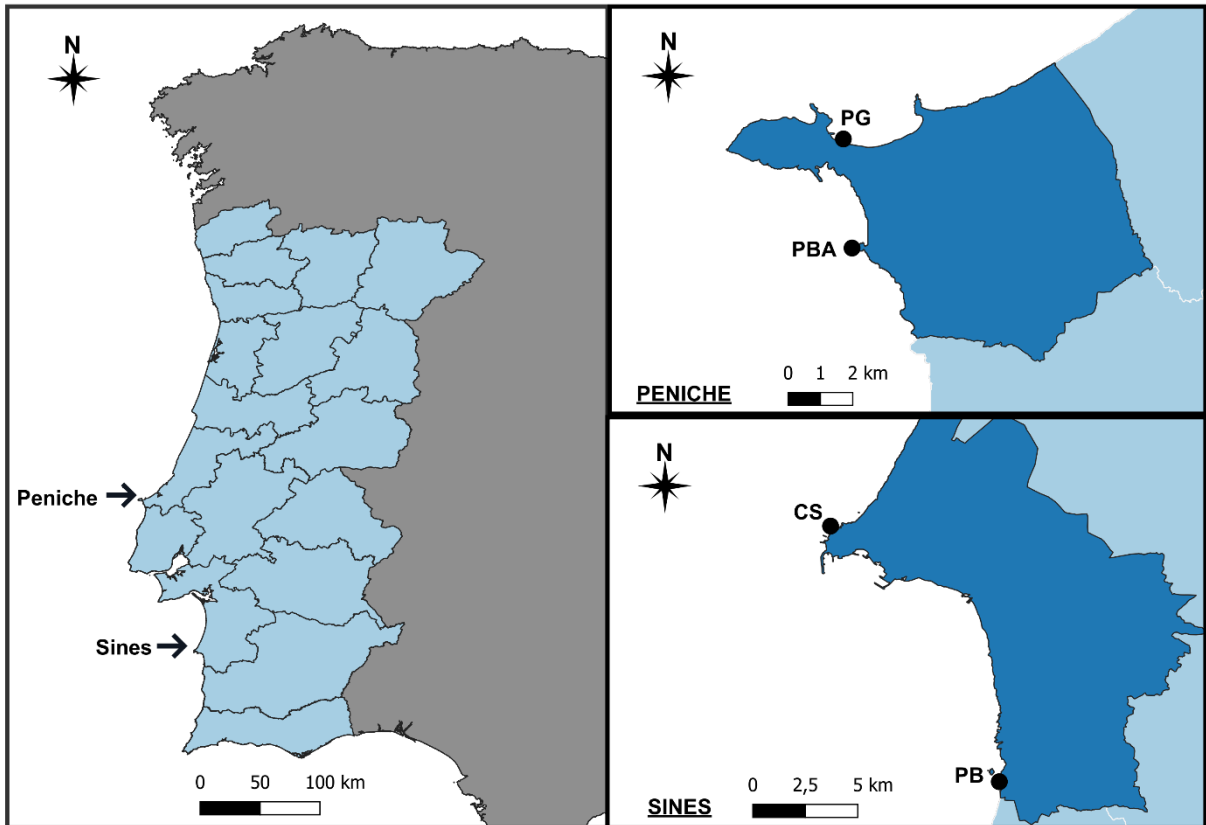 N
Peniche
Sines
0 50 100 km
N
PG
PBA
0 1 2 km
PENICHE
N
CS
PB
0 2,5 5 km
SINES